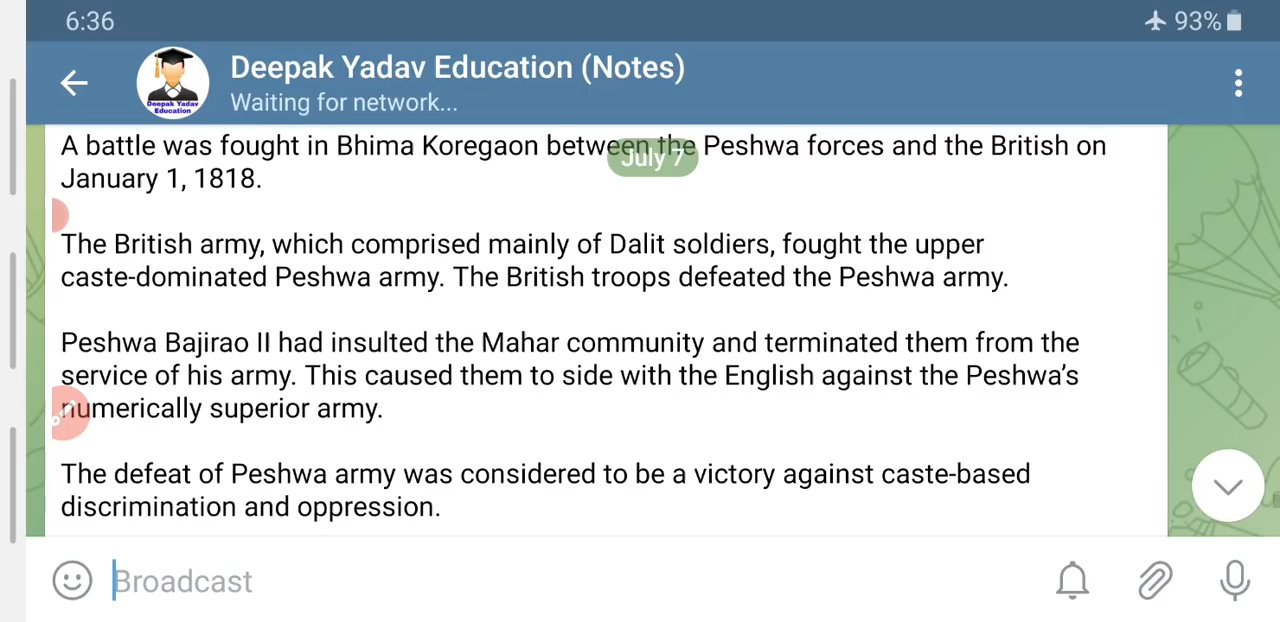 6:36
93%
Deepak Yadav Education (Notes)
Waiting for network...
Deepak Yadav
Education
July 7
A battle was fought in Bhima Koregaon between the Peshwa forces and the British on
January 1, 1818.
The British army, which comprised mainly of Dalit soldiers, fought the upper
caste-dominated Peshwa army. The British troops defeated the Peshwa army.
Peshwa Bajirao II had insulted the Mahar community and terminated them from the
service of his army. This caused them to side with the English against the Peshwa’s
numerically superior army.
The defeat of Peshwa army was considered to be a victory against caste-based
discrimination and oppression.
Broadcast